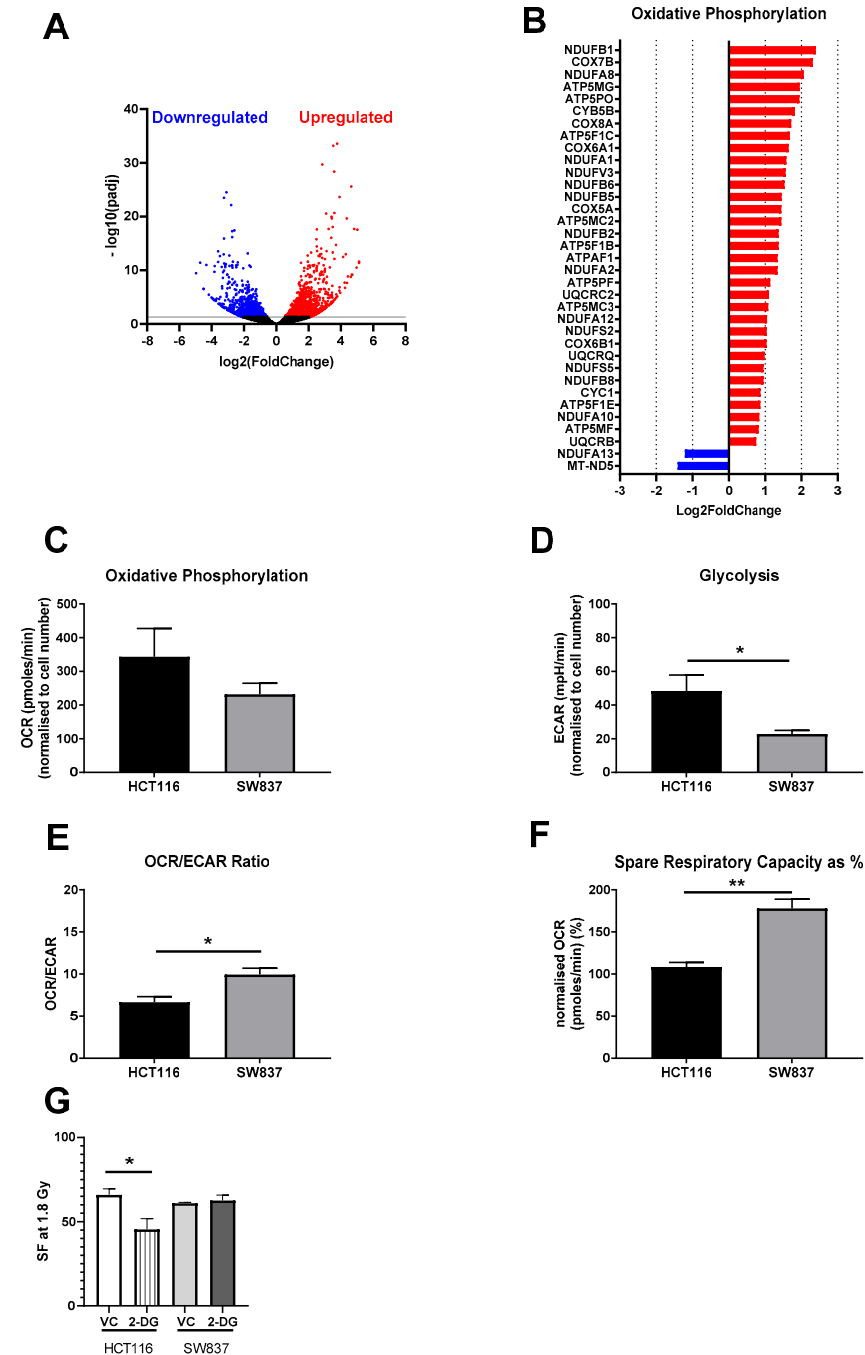 A
Downregulated Upregulated
- log10(padj)
40
30
20
10
0
-8 -6 -4 -2 0 2 4 6 8
log2(FoldChange)
B
Oxidative Phosphorylation
NDUFB1
COX7B
NDUFA8
ATP5MG
ATP5PO
CYB5B
COX8A
ATP5F1C
COX6A1
NDUFA1
NDUFV3
NDUFB6
NDUFB5
COX5A
ATP5MC2
NDUFB2
ATP5F1B
ATPAF1
NDUFA2
ATP5PF
UQCRC2
ATP5MC3
NDUFA12
NDUFS2
COX6B1
UQCRQ
NDUFS5
NDUFB8
CYC1
ATP5F1E
NDUFA10
ATP5MF
UQCRB
NDUFA13
MT-ND5
-3 -2 -1 0 1 2 3
Log2FoldChange
C
Oxidative Phosphorylation
OCR (pmoles/min)
(normalised to cell number)
500
400
300
200
100
0
HCT116 SW837
D
Glycolysis
ECAR (mpH/min)
(normalised to cell number)
100
80
60
40
20
0
*
HCT116 SW837
E
OCR/ECAR Ratio
OCR/ECAR
20
15
10
5
0
*
HCT116 SW837
F
Spare Respiratory Capacity as %
normalised OCR
(pmoles/min) (%)
200
150
100
50
0
**
HCT116 SW837
G
SF at 1.8 Gy
100
50
0
*
VC 2-DG VC 2-DG
HCT116 SW837